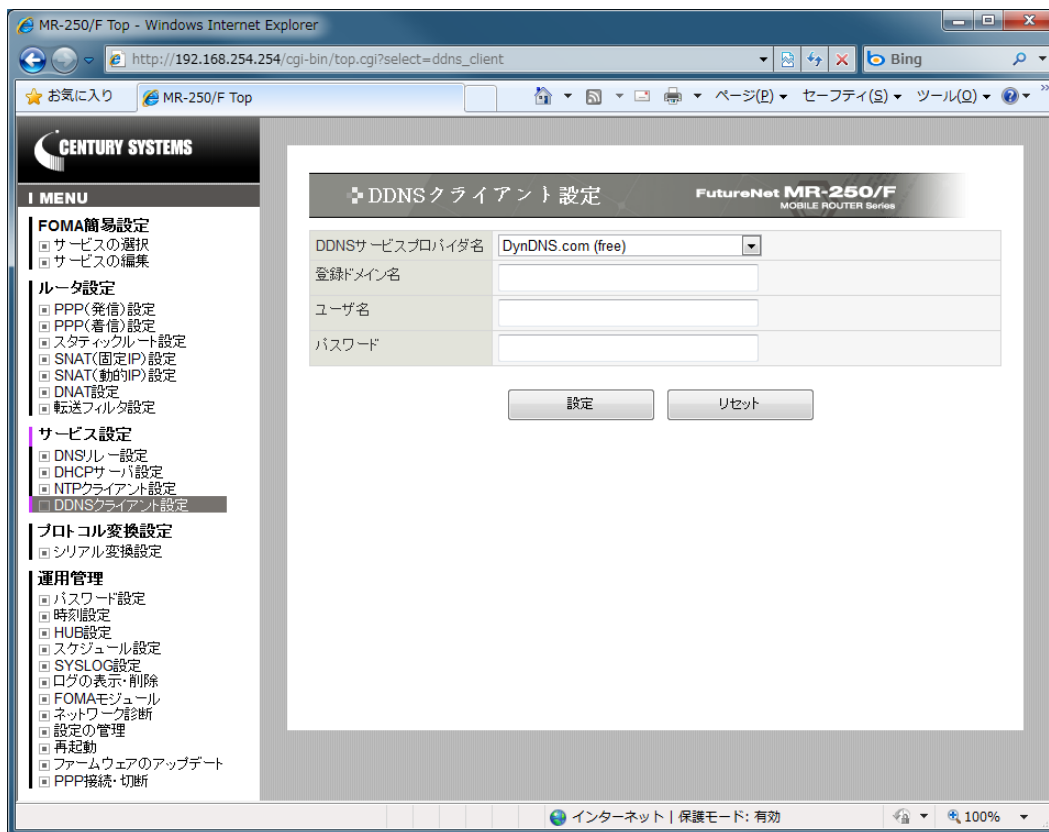 MR-250/F Top - Windows Internet Explorer
http://192.168.254.254/cgi-bin/top.cgi?select=ddns_client
Bing
お気に入り
MR-250/F Top
ページ(P)
セーフティ(S)
ツール(O)
CENTURY SYSTEMS
MENU
FOMA簡易設定
サービスの選択
サービスの編集
ルータ設定
PPP(発信)設定
PPP(着信)設定
スタティックルート設定
SNAT(固定IP)設定
SNAT(動的IP)設定
DNAT設定
転送フィルタ設定
サービス設定
DNSリレー設定
DHCPサーバ設定
NTPクライアント設定
DDNSクライアント設定
プロトコル変換設定
シリアル変換設定
運用管理
パスワード設定
時刻設定
HUB設定
スケジュール設定
SYSLOG設定
ログの表示・削除
FOMAモジュール
ネットワーク診断
設定の管理
再起動
ファームウェアのアップデート
PPP接続・切断
DDNSクライアント設定
FutureNet MR-250/F
MOBILE ROUTER Series
DDNSサービスプロバイダ名
DynDNS.com (free)
登録ドメイン名
ユーザ名
パスワード
設定
リセット
インターネット | 保護モード: 有効
100%